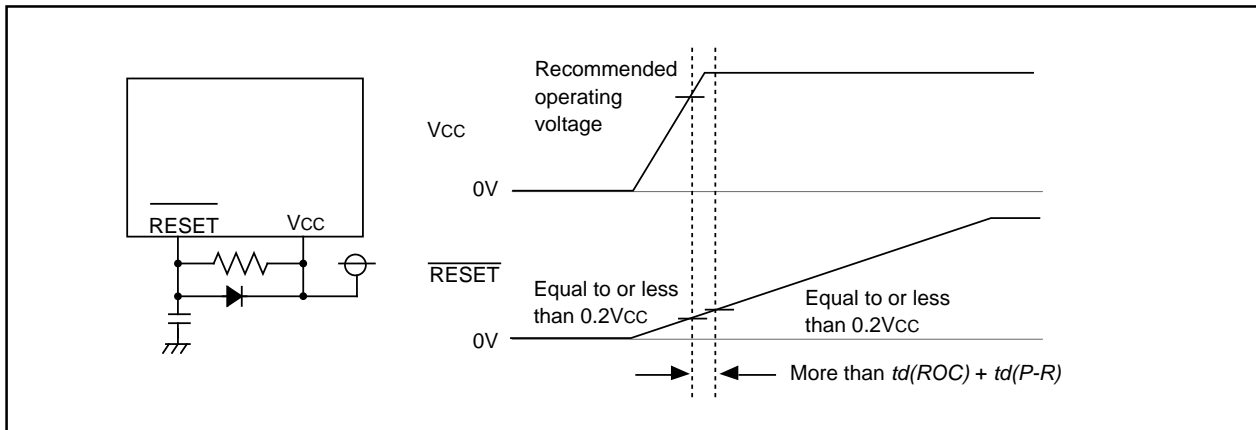 RESET
VCC
Recommended
operating
voltage
VCC
0V
RESET
Equal to or less
than 0.2VCC
0V
Equal to or less
than 0.2VCC
More than td(ROC) + td(P-R)